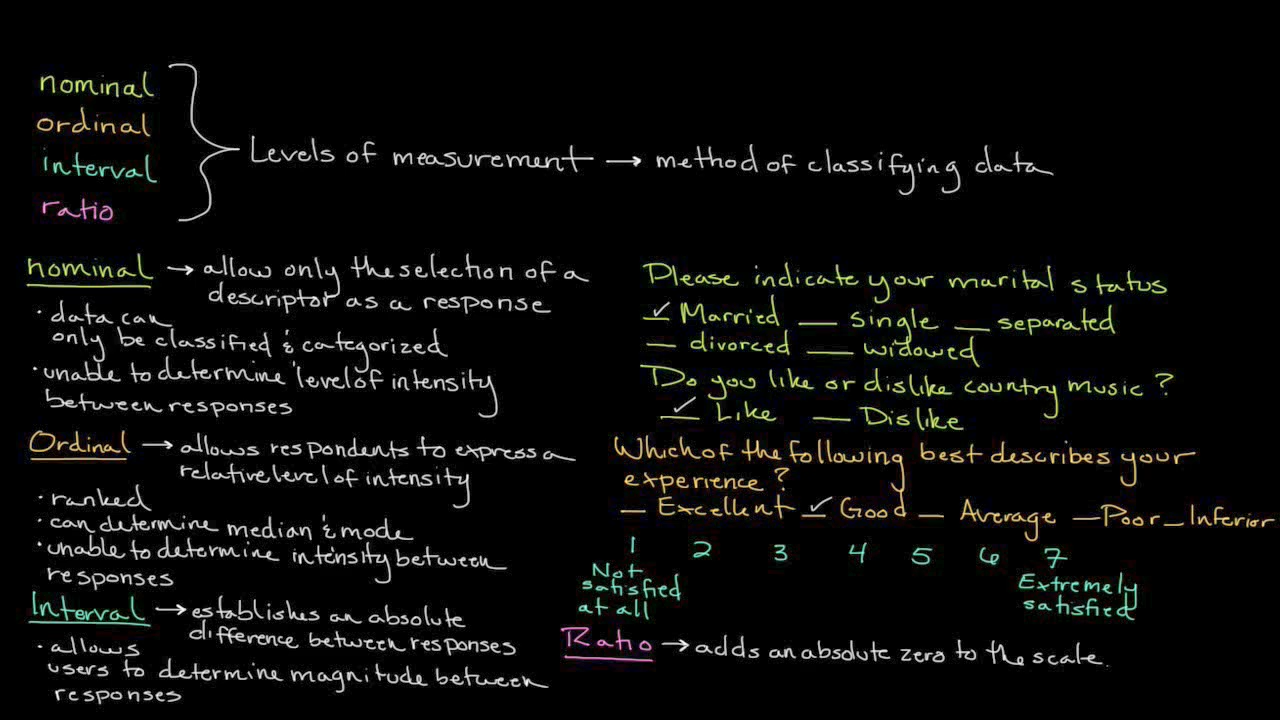 nominal
ordinal
interval
ratio
Levels of measurement → method of classifying data
nominal → allow only the selection of a
descriptor as a response
· data can
only be classified & categorized
· unable to determine level of intensity
between responses
Please indicate your marital status
✓ Married __ single __ separated
__ divorced __ widowed
Do you like or dislike country music?
✓ Like __ Dislike
Ordinal → allows respondents to express a
relative level of intensity
· ranked
· can determine median & mode
· unable to determine intensity between
responses
Which of the following best describes your
experience?
__ Excellent ✓ Good __ Average __ Poor __ Inferior
1 2 3 4 5 6 7
Not
satisfied
at all
Extremely
satisfied
Interval → establishes an absolute
difference between responses
· allows
users to determine magnitude between
responses
Ratio → adds an absolute zero to the scale.